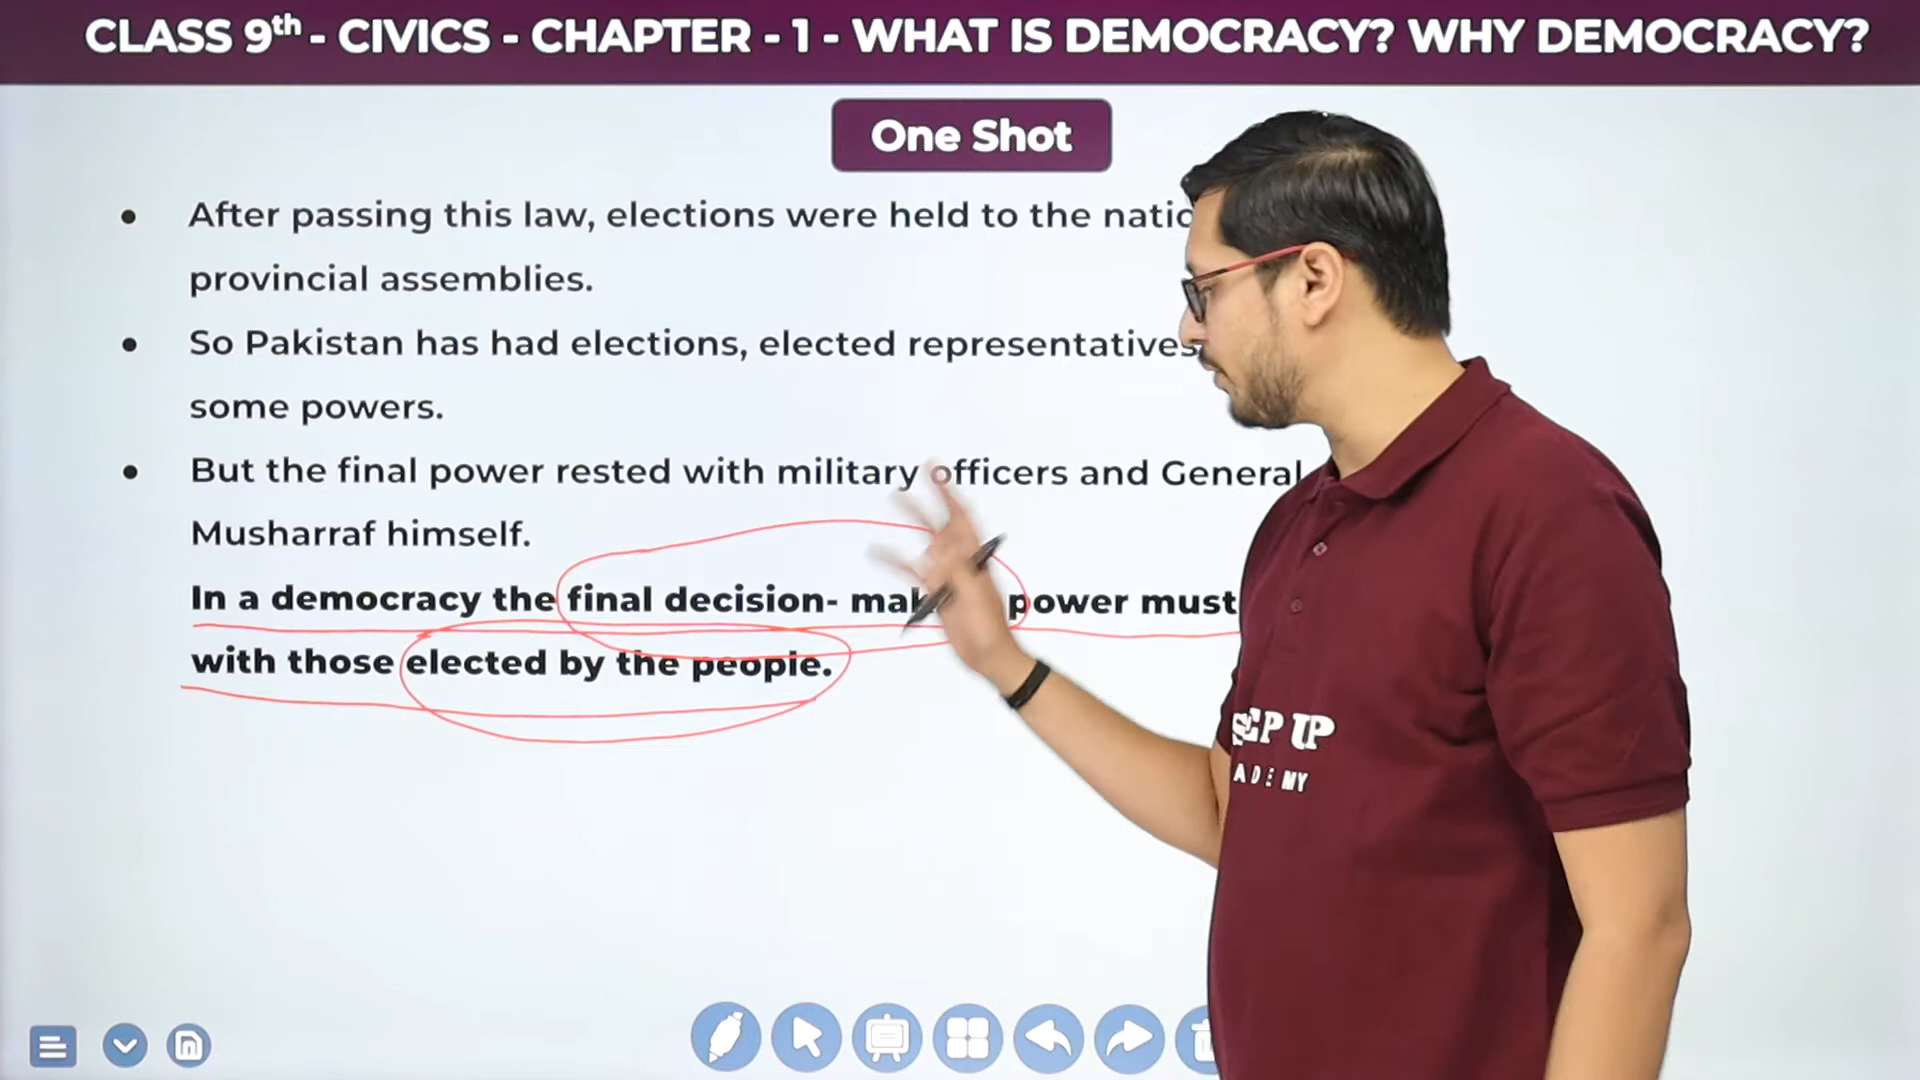 CLASS 9th - CIVICS - CHAPTER - 1 - WHAT IS DEMOCRACY? WHY DEMOCRACY?
One Shot
• After passing this law, elections were held to the
provincial assemblies.
• So Pakistan has had elections, elected representatives
some powers.
• But the final power rested with military officers and General
Musharraf himself.
In a democracy the final decision- power must
with those elected by the people.
UP